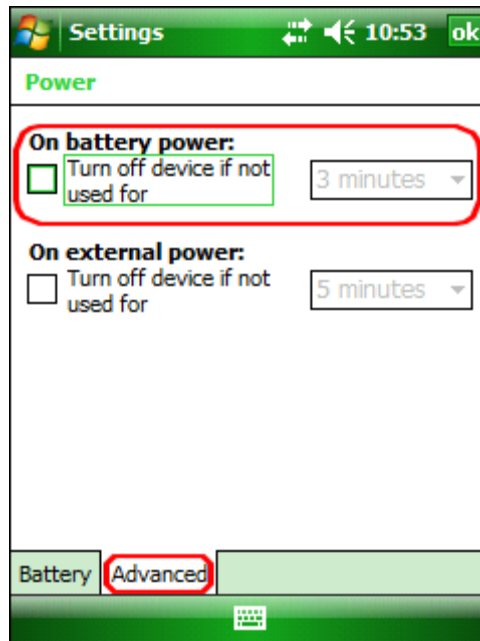 Settings 10:53 ok
Power
On battery power:
Turn off device if not
used for
3 minutes
On external power:
Turn off device if not
used for
5 minutes
Battery Advanced